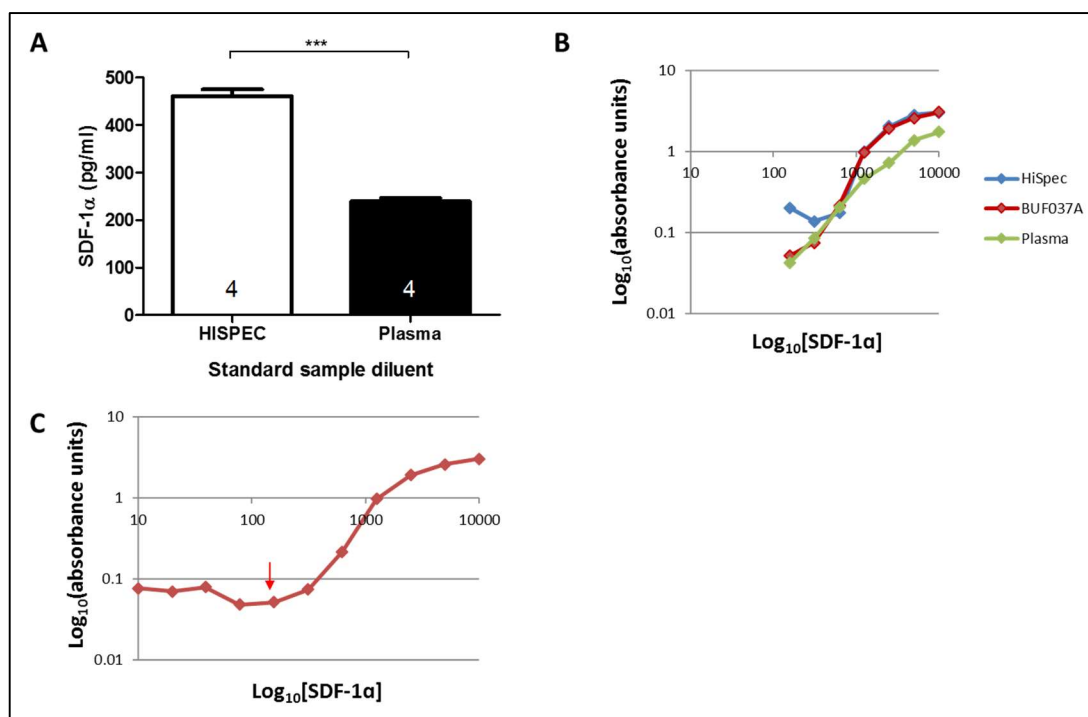 A
***
SDF-1α (pg/ml)
500
400
300
200
100
0
4
4
HISPEC
Plasma
Standard sample diluent
B
Log10(absorbance units)
10
1
0.1
0.01
10
100
1000
10000
Log10[SDF-1α]
HiSpec
BUF037A
Plasma
C
Log10(absorbance units)
10
1
0.1
0.01
10
100
1000
10000
Log10[SDF-1α]